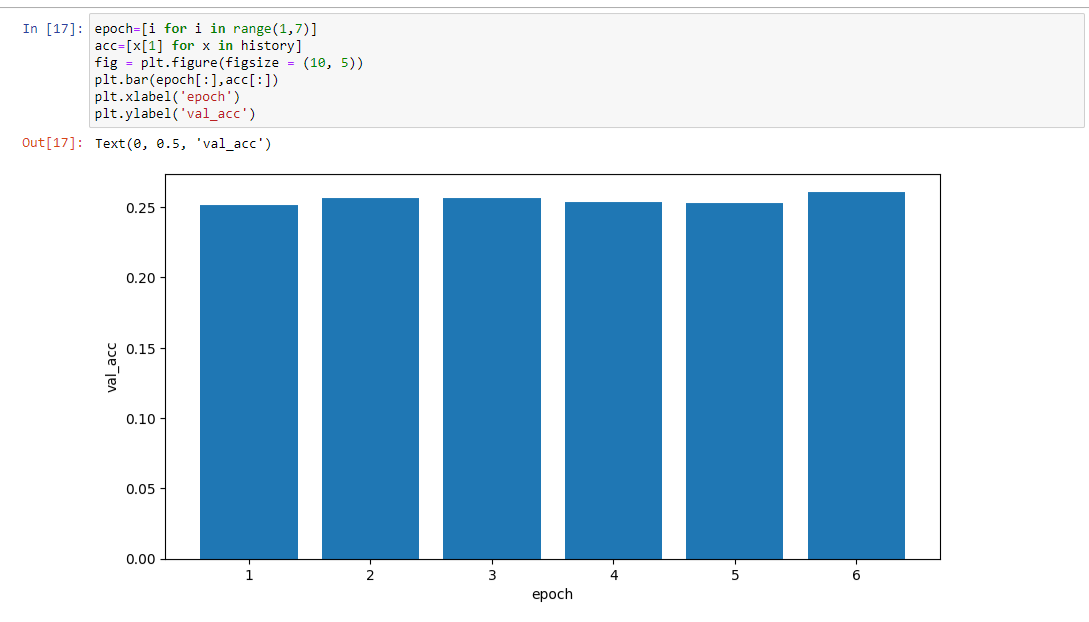 In [17]: epoch=[i for i in range(1,7)]
acc=[x[1] for x in history]
fig = plt.figure(figsize = (10, 5))
plt.bar(epoch[:],acc[:])
plt.xlabel('epoch')
plt.ylabel('val_acc')
Out[17]: Text(0, 0.5, 'val_acc')
0.25
0.20
0.15
0.10
0.05
0.00
val_acc
1 2 3 4 5 6
epoch